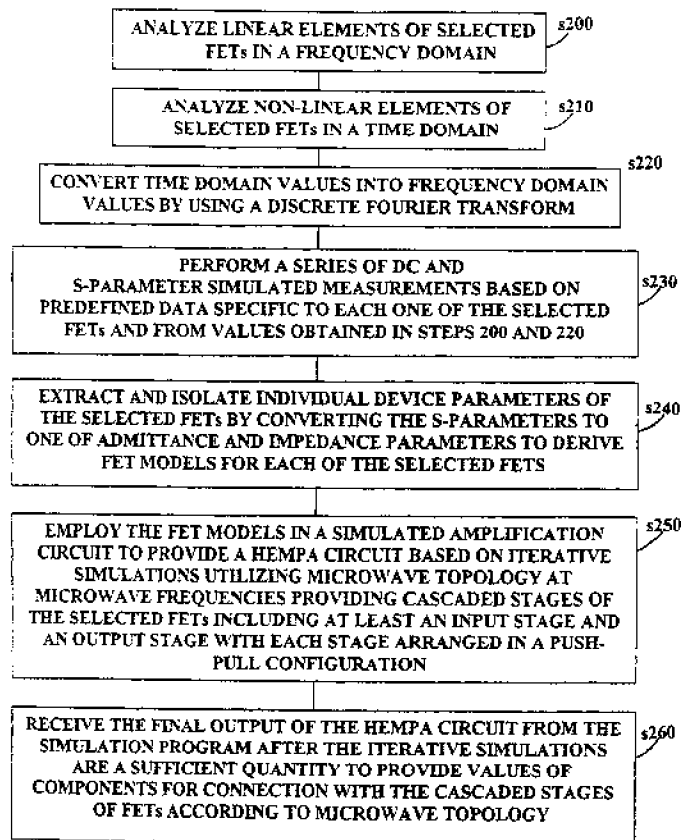 ANALYZE LINEAR ELEMENTS OF SELECTED
FETs IN A FREQUENCY DOMAIN
s200
ANALYZE NON-LINEAR ELEMENTS OF
SELECTED FETs IN A TIME DOMAIN
s210
s220
CONVERT TIME DOMAIN VALUES INTO FREQUENCY DOMAIN
VALUES BY USING A DISCRETE FOURIER TRANSFORM
PERFORM A SERIES OF DC AND
S-PARAMETER SIMULATED MEASUREMENTS BASED ON
PREDEFINED DATA SPECIFIC TO EACH ONE OF THE SELECTED
FETs AND FROM VALUES OBTAINED IN STEPS 200 AND 220
s230
EXTRACT AND ISOLATE INDIVIDUAL DEVICE PARAMETERS OF
THE SELECTED FETs BY CONVERTING THE S-PARAMETERS TO
ONE OF ADMITTANCE AND IMPEDANCE PARAMETERS TO DERIVE
FET MODELS FOR EACH OF THE SELECTED FETS
s240
EMPLOY THE FET MODELS IN A SIMULATED AMPLIFICATION
CIRCUIT TO PROVIDE A HEMPA CIRCUIT BASED ON ITERATIVE
SIMULATIONS UTILIZING MICROWAVE TOPOLOGY AT
MICROWAVE FREQUENCIES PROVIDING CASCADED STAGES OF
THE SELECTED FETs INCLUDING AT LEAST AN INPUT STAGE AND
AN OUTPUT STAGE WITH EACH STAGE ARRANGED IN A PUSH-
PULL CONFIGURATION
s250
RECEIVE THE FINAL OUTPUT OF THE HEMPA CIRCUIT FROM THE
SIMULATION PROGRAM AFTER THE ITERATIVE SIMULATIONS
ARE A SUFFICIENT QUANTITY TO PROVIDE VALUES OF
COMPONENTS FOR CONNECTION WITH THE CASCADED STAGES
OF FETs ACCORDING TO MICROWAVE TOPOLOGY
s260